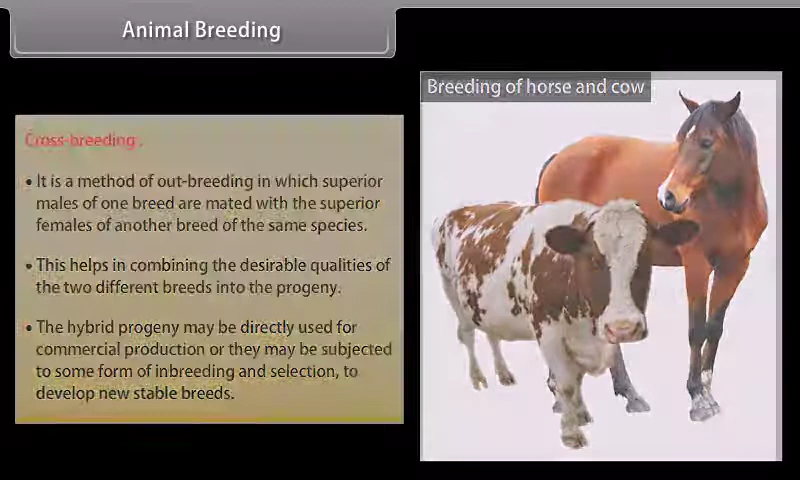 Animal Breeding
Breeding of horse and cow
Cross-breeding .
• It is a method of out-breeding in which superior
males of one breed are mated with the superior
females of another breed of the same species.
• This helps in combining the desirable qualities of
the two different breeds into the progeny.
• The hybrid progeny may be directly used for
commercial production or they may be subjected
to some form of inbreeding and selection, to
develop new stable breeds.